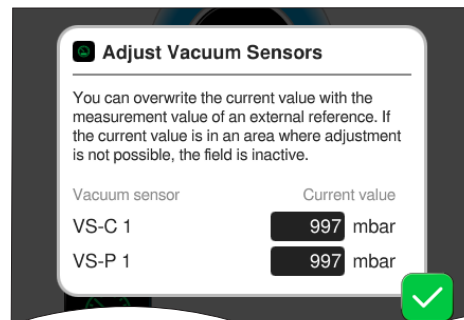 Adjust Vacuum Sensors
You can overwrite the current value with the
measurement value of an external reference. If
the current value is in an area where adjustment
is not possible, the field is inactive.
Vacuum sensor Current value
VS-C 1 997 mbar
VS-P 1 997 mbar